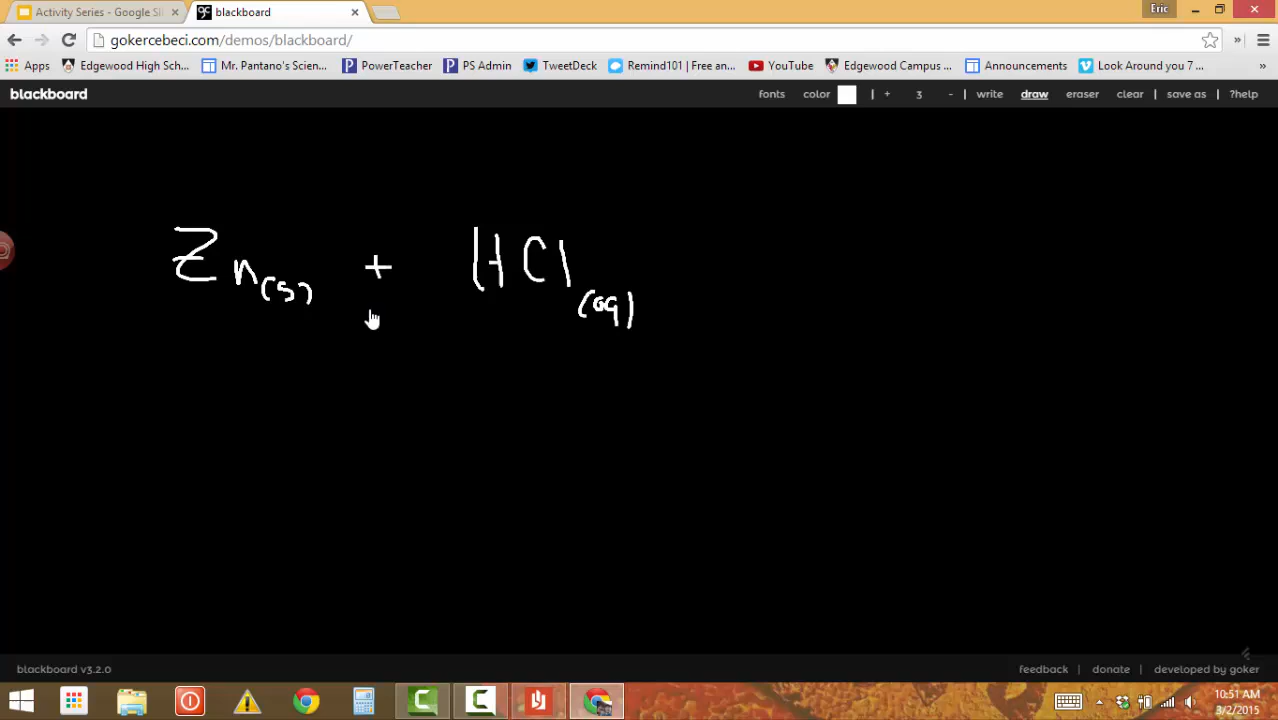 Activity Series - Google Sli
blackboard
Eric
gokercebeci.com/demos/blackboard/
Apps
Edgewood High Sch...
Mr. Pantano's Scien...
PowerTeacher
PS Admin
TweetDeck
Remind101 | Free an...
YouTube
Edgewood Campus ...
Announcements
Look Around you 7 ...
»
blackboard
fonts color | + 3 - | write draw eraser clear | save as | ?help
Zn(s) + HCl(aq)
blackboard v3.2.0
feedback | donate | developed by goker
10:51 AM
3/2/2015